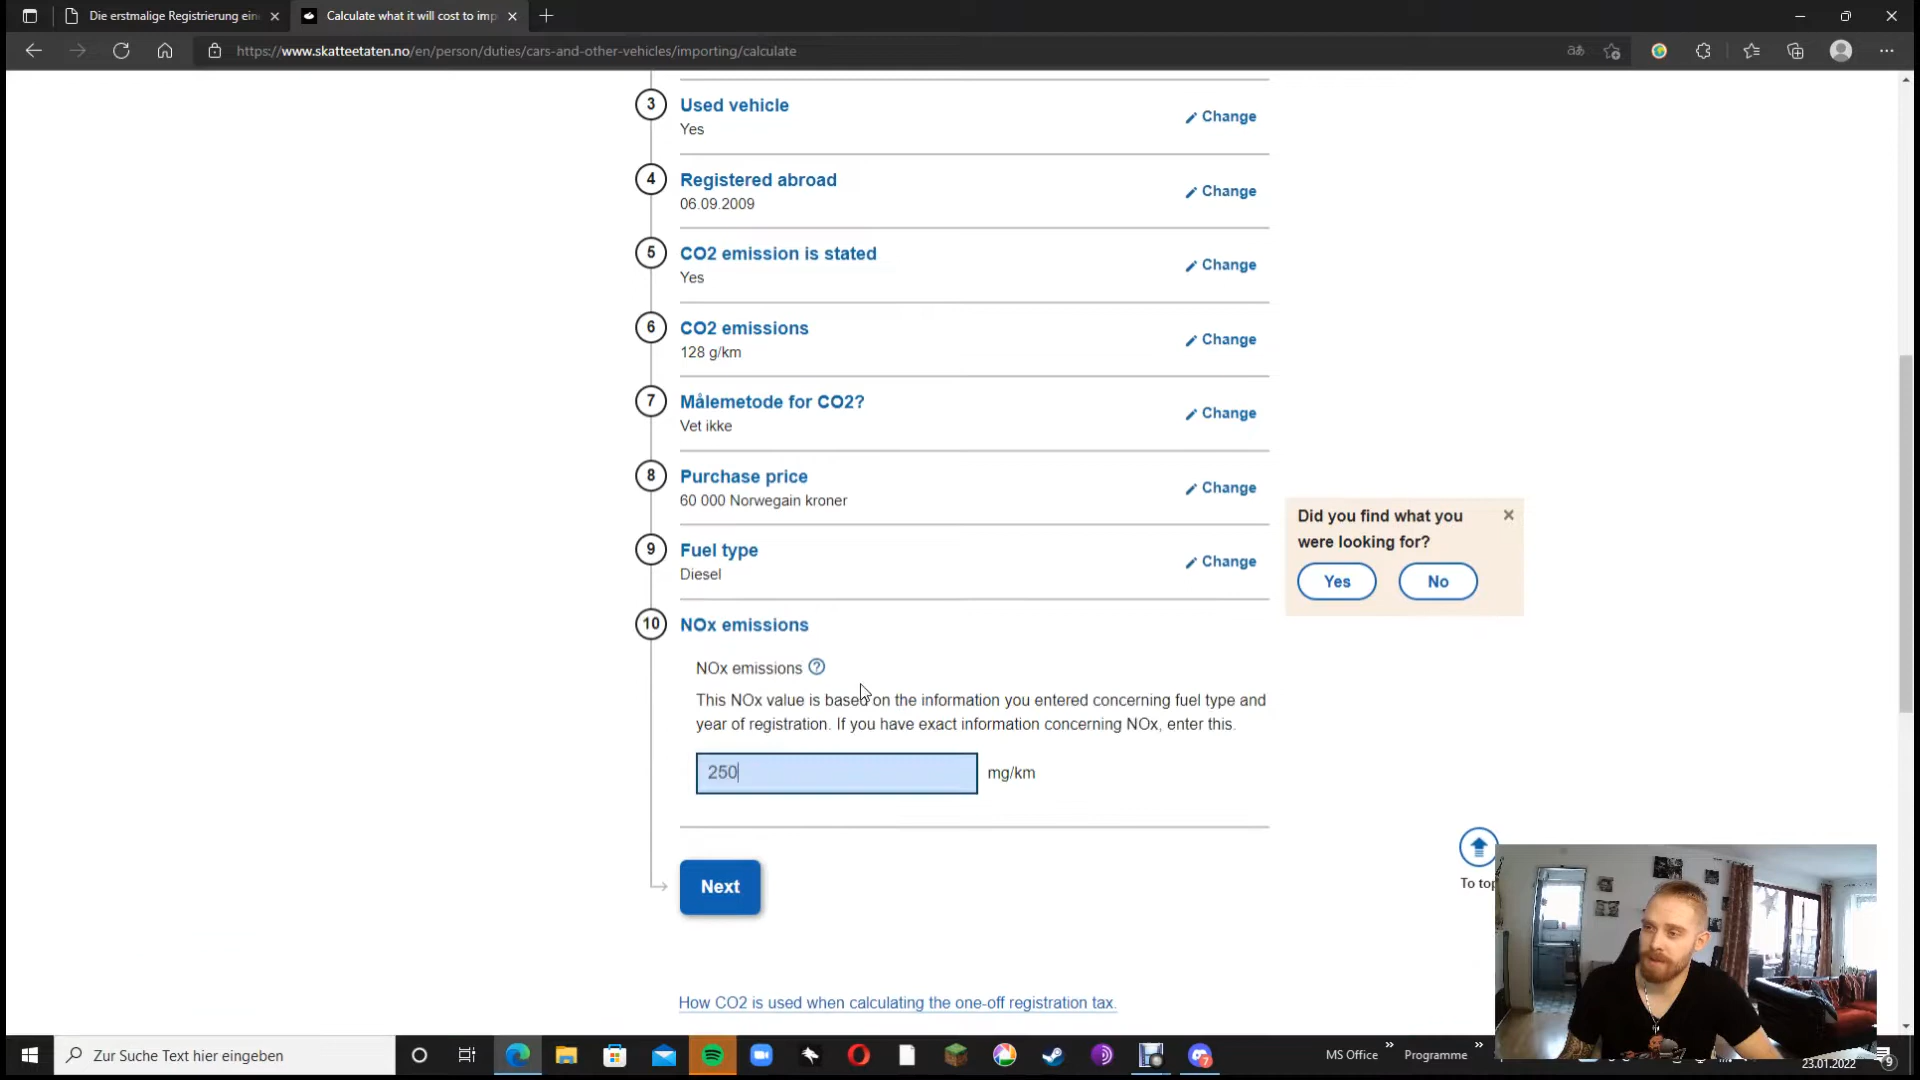 Die erstmalige Registrierung ein
Calculate what it will cost to imp
https://www.skatteetaten.no/en/person/duties/cars-and-other-vehicles/importing/calculate
3
Used vehicle
Yes
Change
4
Registered abroad
06.09.2009
Change
5
CO2 emission is stated
Yes
Change
6
CO2 emissions
128 g/km
Change
7
Målemetode for CO2?
Vet ikke
Change
8
Purchase price
60 000 Norwegain kroner
Change
9
Fuel type
Diesel
Change
10
NOx emissions
NOx emissions ?
This NOx value is based on the information you entered concerning fuel type and
year of registration. If you have exact information concerning NOx, enter this.
250
mg/km
Next
How CO2 is used when calculating the one-off registration tax.
Did you find what you
were looking for?
Yes
No
To top
Zur Suche Text hier eingeben
MS Office
Programme
23.01.2022